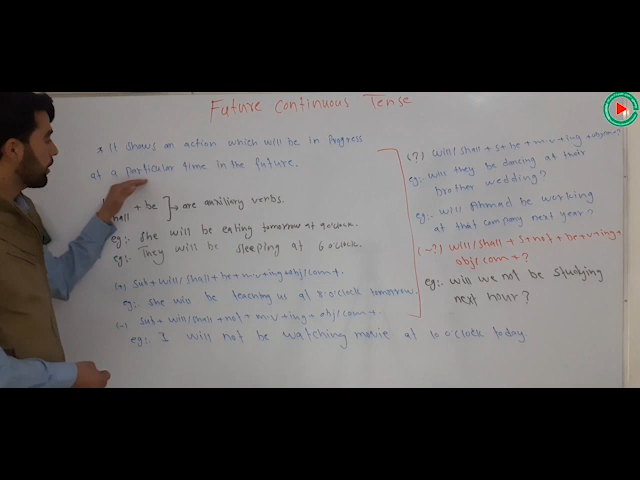 Future Continuous Tense
* It shows an action which will be in Progress
at a particular time in the future.
hall + be ] → are auxiliary verbs.
eg:- she will be eating tomorrow at 9 o'clock.
eg:- They will be sleeping at 6 o'clock.
(+) sub + will/shall + be + m.v + ing + obj/com + .
eg:- she will be teaching us at 8 o'clock tomorrow.
(-) sub + will/shall + not + m.v + ing + obj/com + .
eg:- I will not be watching movie at 10 o'clock today
(?) will/shall + s + be + m.v + ing +
eg:- will they be dancing at their
brother wedding?
eg:- will Ahmad be working
at that company next year?
(-?) will/shall + s + not + be + v + ing +
obj/com + ?
eg:- will we not be studying
next hour?